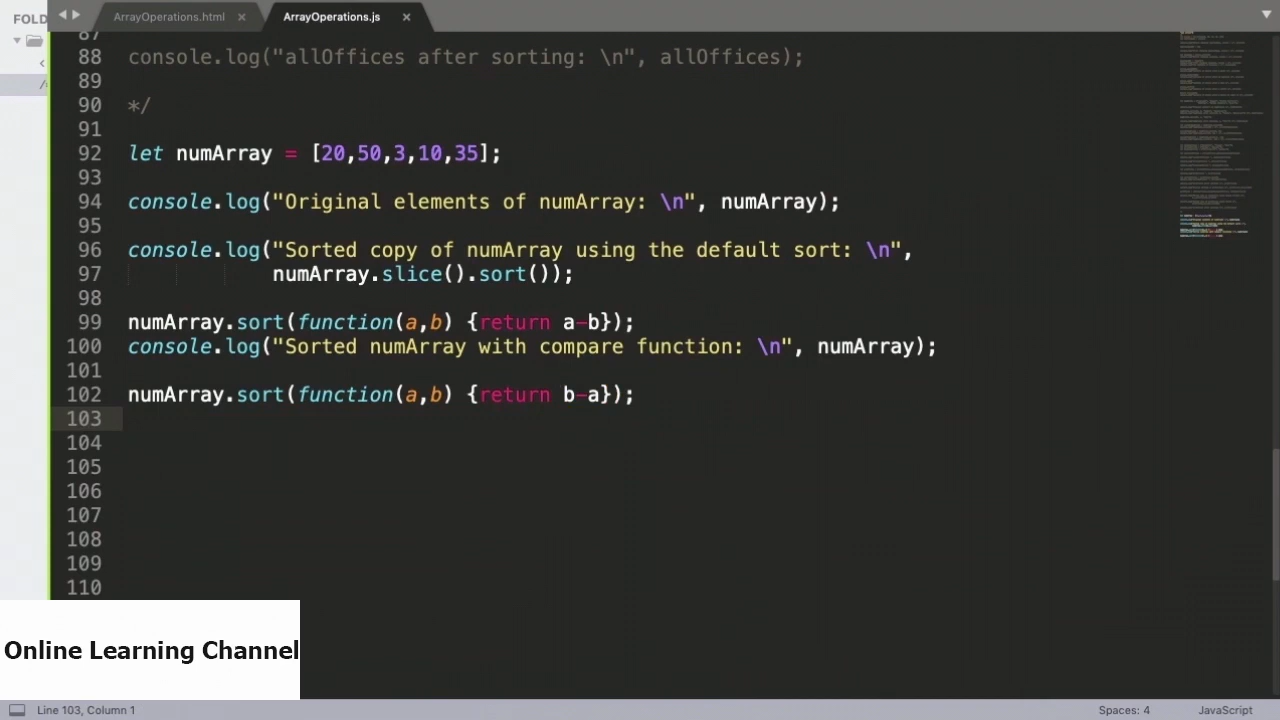 FOLD
ArrayOperations.html ×
ArrayOperations.js ×
87
88 console.log("allOffices after sorting: \n", allOffices);
89
90 */
91
92 let numArray = [20,50,3,10,35];
93
94 console.log("Original elements of numArray: \n", numArray);
95
96 console.log("Sorted copy of numArray using the default sort: \n",
97 numArray.slice().sort());
98
99 numArray.sort(function(a,b) {return a-b});
100 console.log("Sorted numArray with compare function: \n", numArray);
101
102 numArray.sort(function(a,b) {return b-a});
103
104
105
106
107
108
109
110
Online Learning Channel
Line 103, Column 1
Spaces: 4
JavaScript